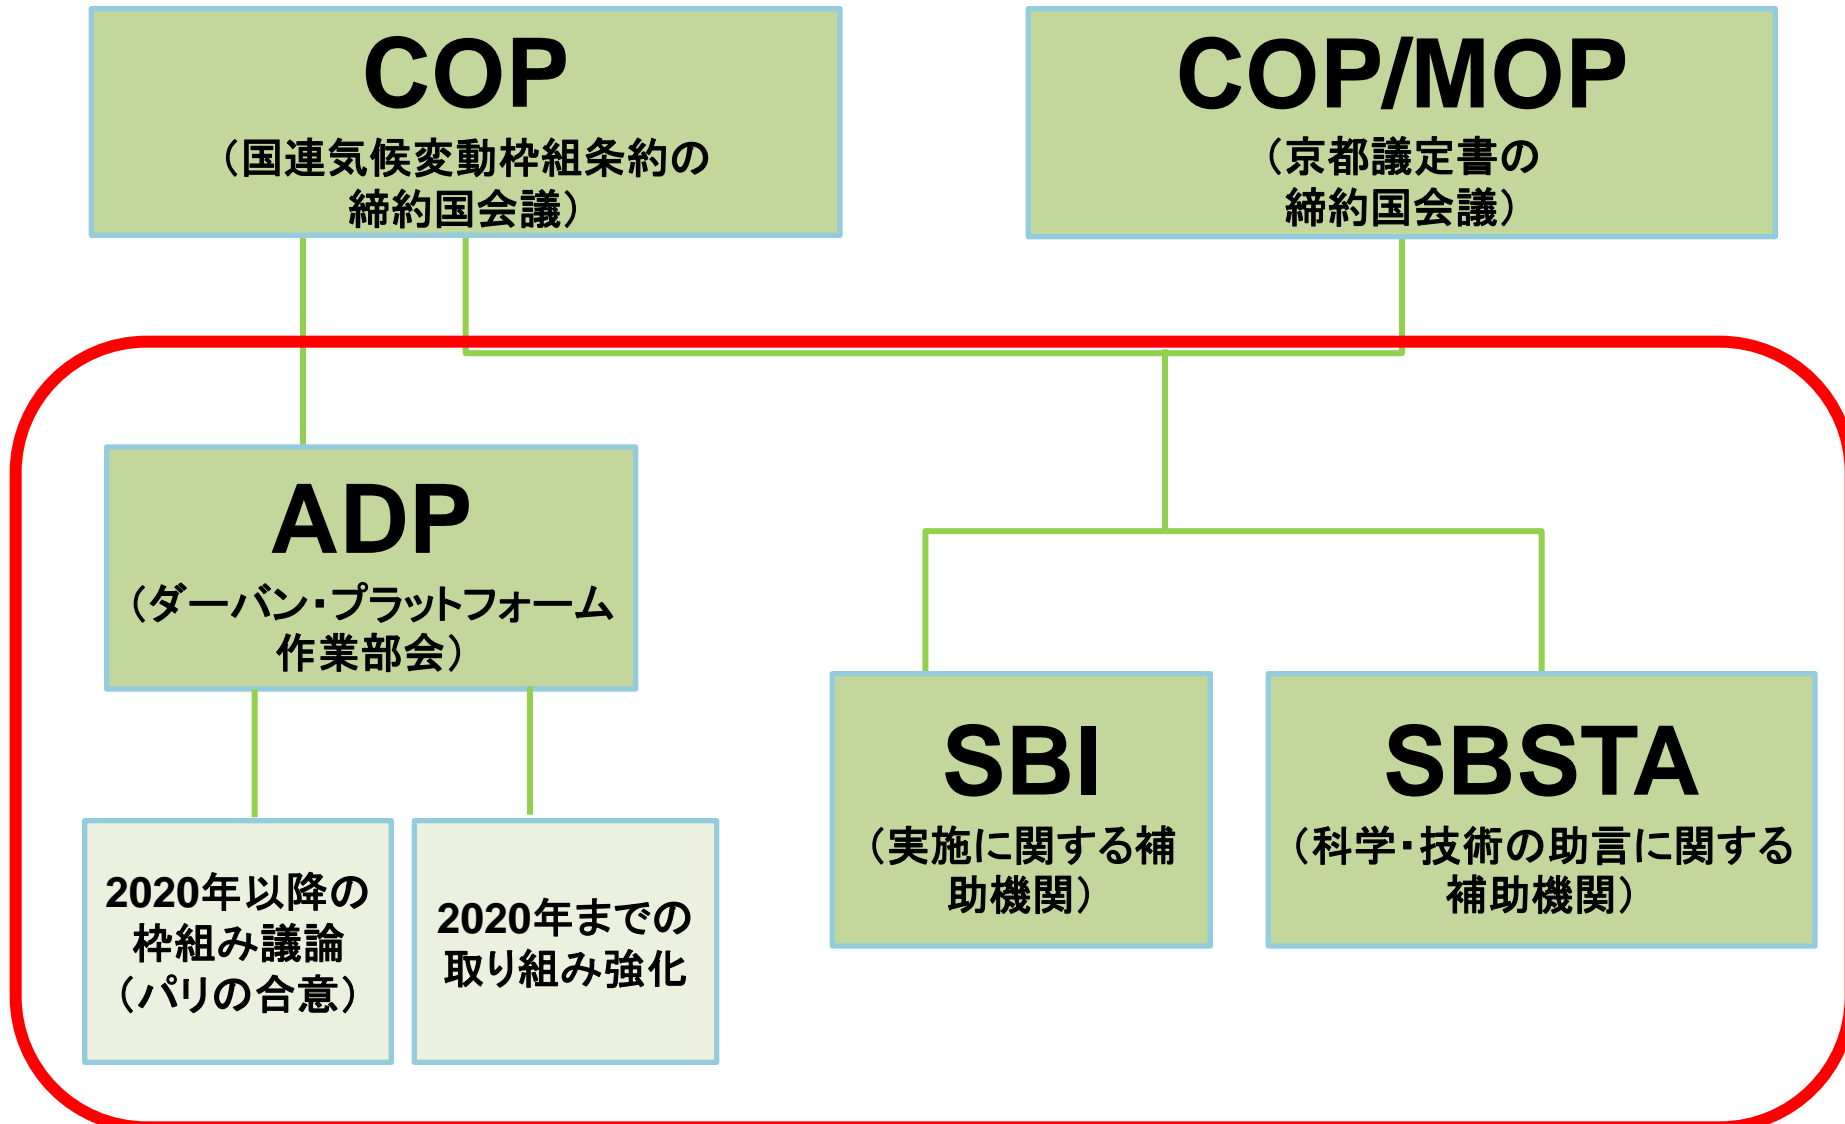 COP
（国連気候変動枠組条約の
締約国会議）
COP/MOP
（京都議定書の
締約国会議）
ADP
（ダーバン・プラットフォーム
作業部会）
SBI
（実施に関する補
助機関）
SBSTA
（科学・技術の助言に関する
補助機関）
2020年以降の
枠組み議論
（パリの合意）
2020年までの
取り組み強化